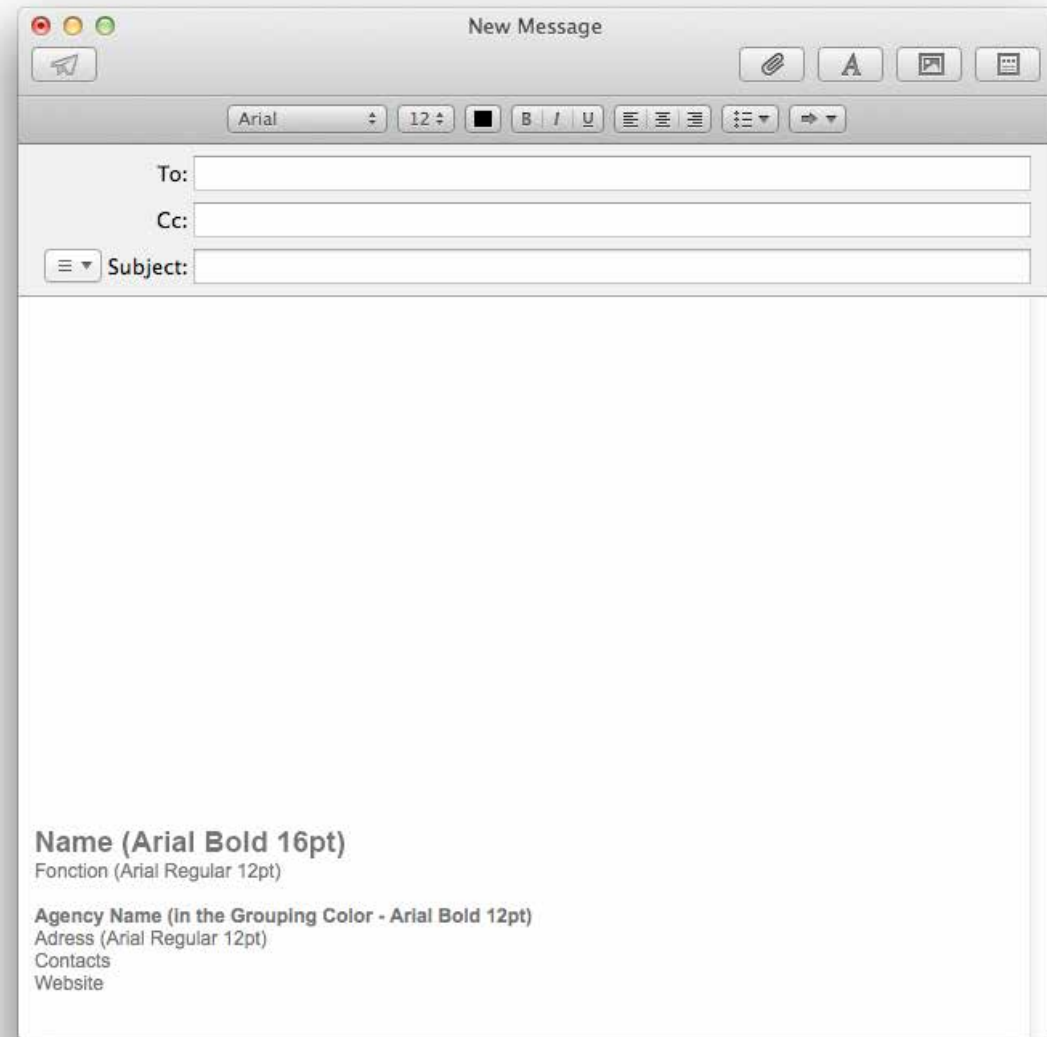 New Message
Arial 12 B I U
To:
Cc:
Subject:
Name (Arial Bold 16pt)
Fonction (Arial Regular 12pt)
Agency Name (in the Grouping Color - Arial Bold 12pt)
Adress (Arial Regular 12pt)
Contacts
Website